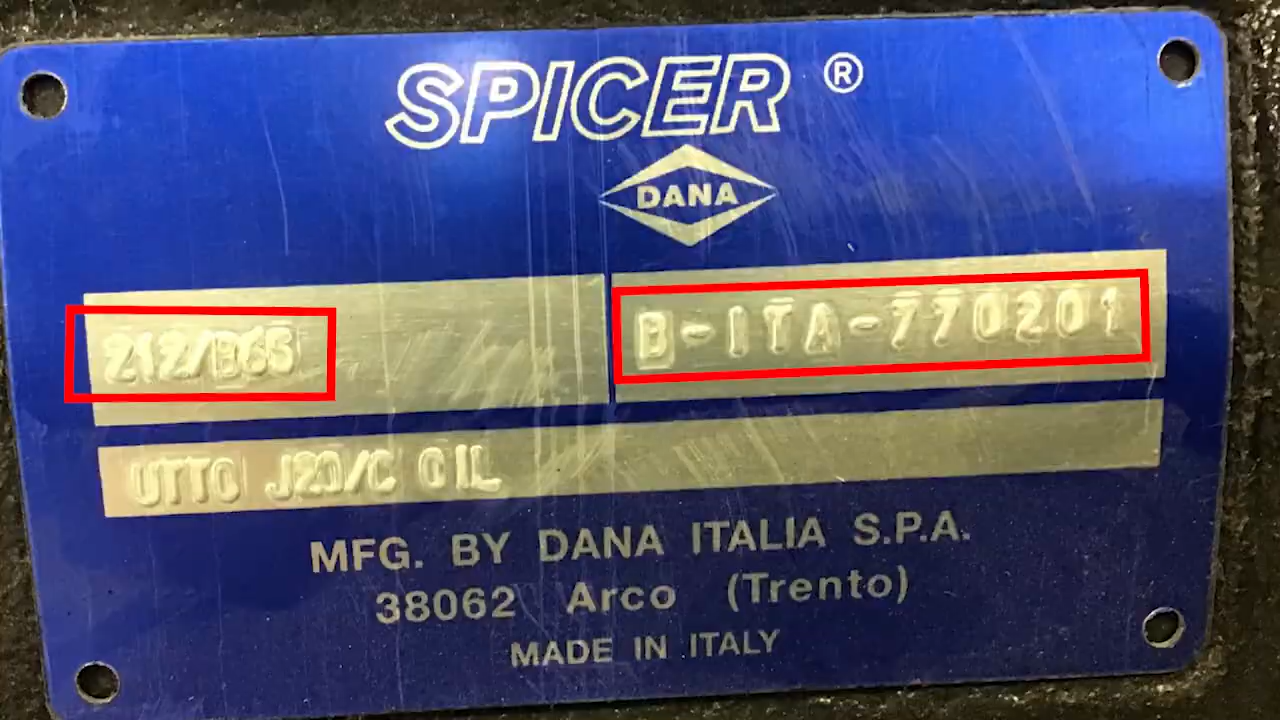 SPICER ®
DANA
212/B65 B-ITA-770201
UTTO J20/C OIL
MFG. BY DANA ITALIA S.P.A.
38062 Arco (Trento)
MADE IN ITALY